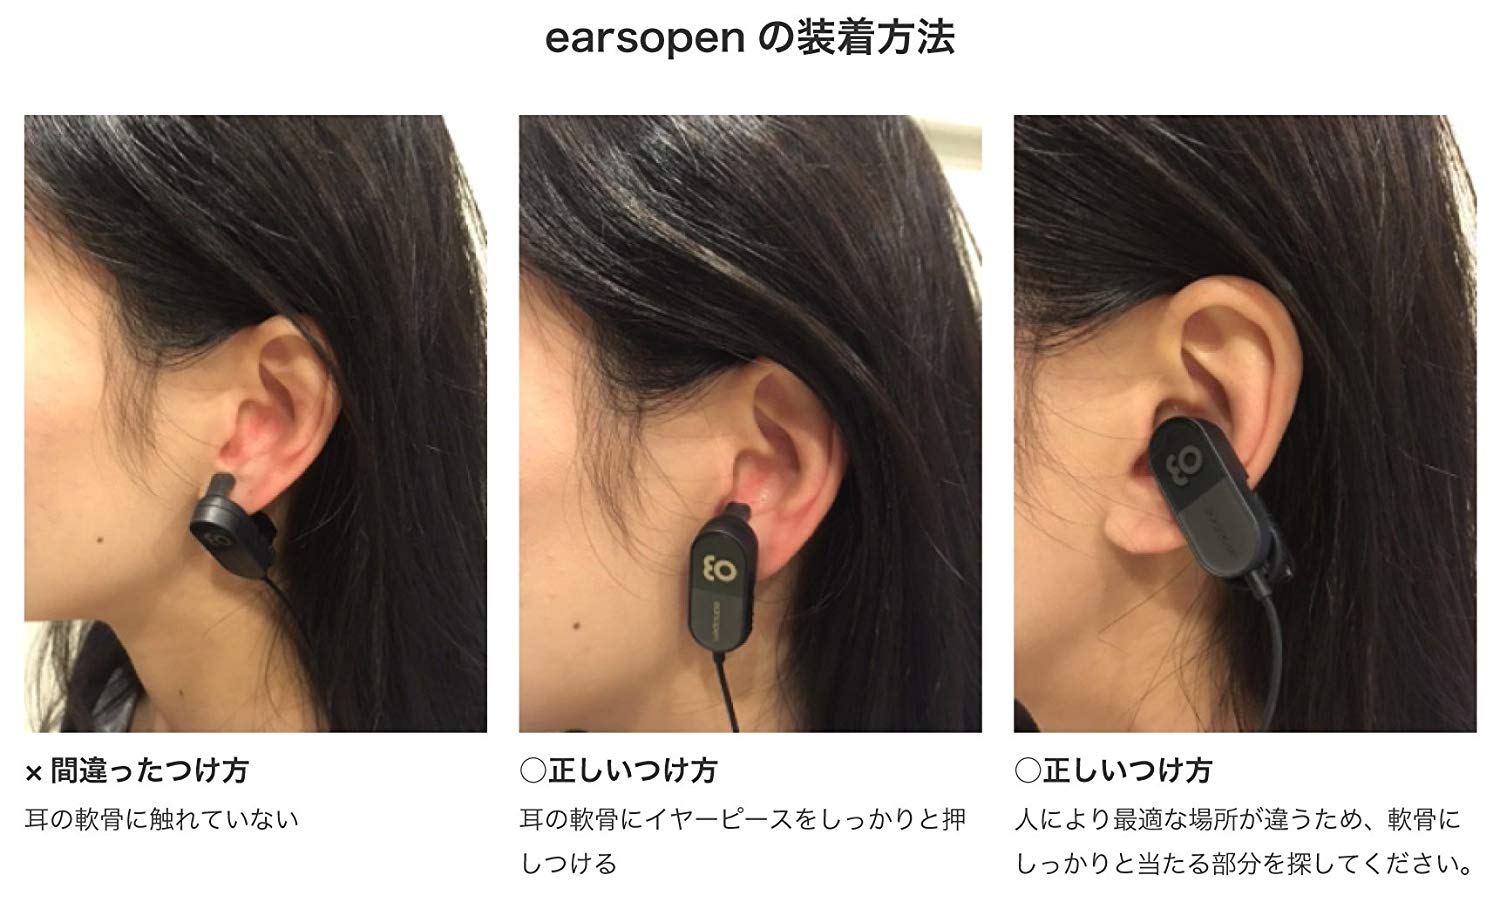 earsopen の装着方法
× 間違ったつけ方
耳の軟骨に触れていない
○正しいつけ方
耳の軟骨にイヤーピースをしっかりと押
しつける
earsopen
○正しいつけ方
人により最適な場所が違うため、軟骨に
しっかりと当たる部分を探してください。